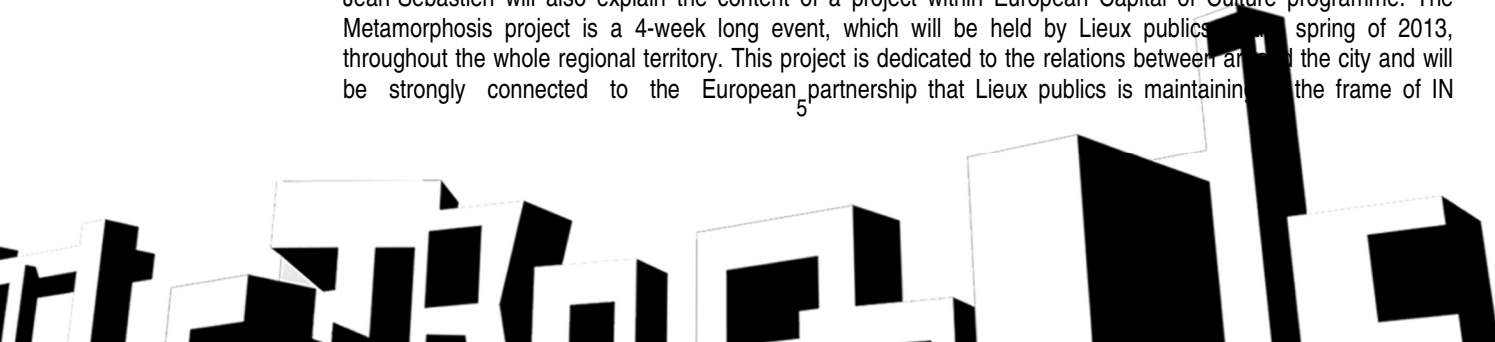 Jean-Sébastien will also explain the content of a project within European Capital of Culture programme. The
Metamorphosis project is a 4-week long event, which will be held by Lieux publics spring of 2013,
throughout the whole regional territory. This project is dedicated to the relations between the city and will
be strongly connected to the European partnership that Lieux publics is maintaining the frame of IN
5